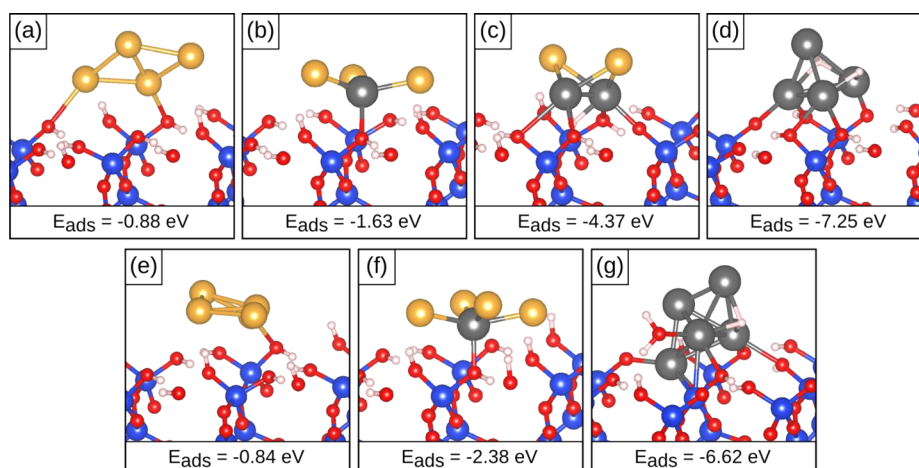 (a)
(b)
(c)
(d)
Eads = -0.88 eV
Eads = -1.63 eV
Eads = -4.37 eV
Eads = -7.25 eV
(e)
(f)
(g)
Eads = -0.84 eV
Eads = -2.38 eV
Eads = -6.62 eV